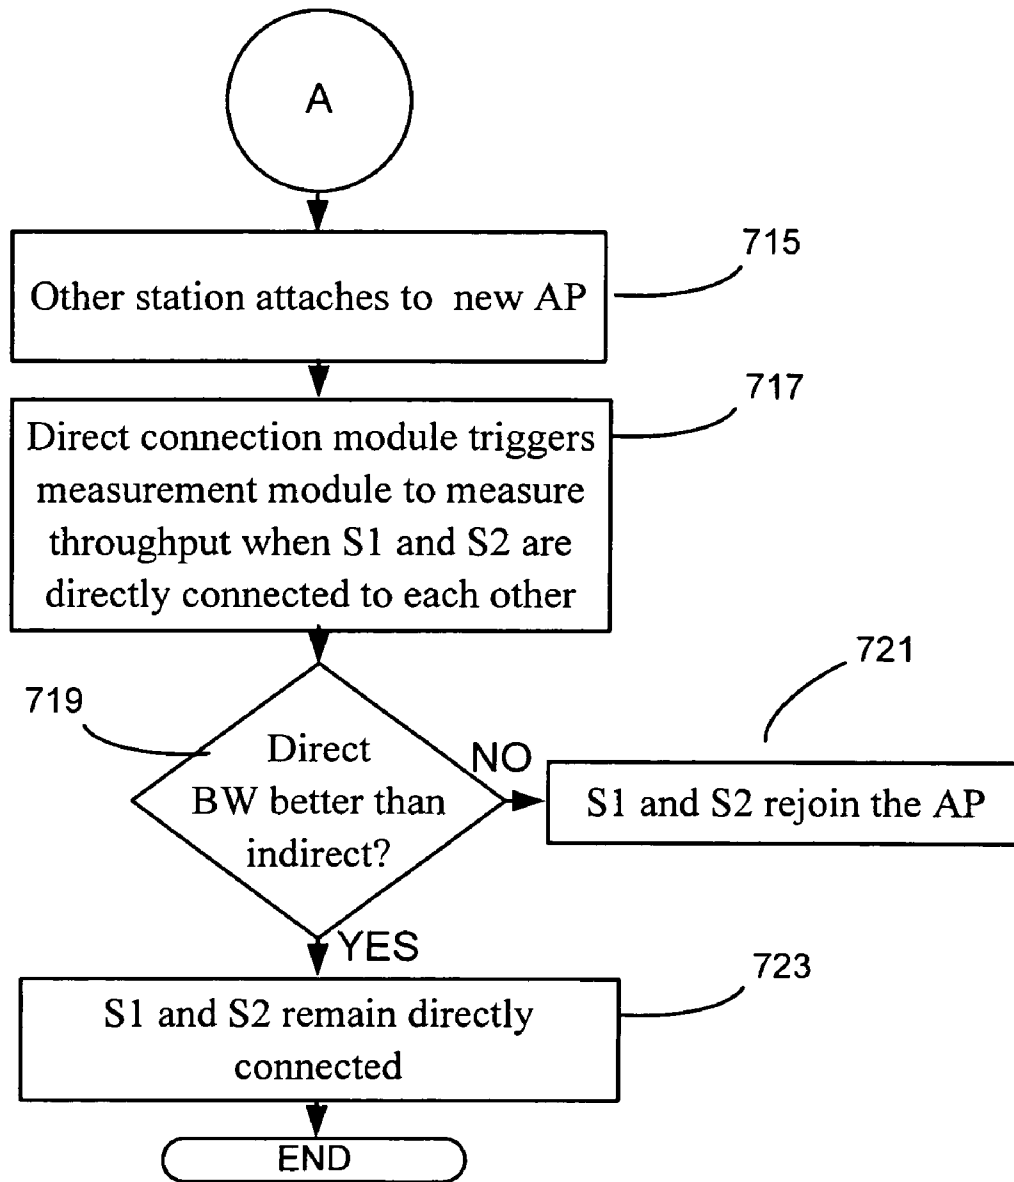 A
715
Other station attaches to new AP
717
Direct connection module triggers
measurement module to measure
throughput when S1 and S2 are
directly connected to each other
719
Direct
BW better than
indirect?
NO
721
S1 and S2 rejoin the AP
YES
723
S1 and S2 remain directly
connected
END